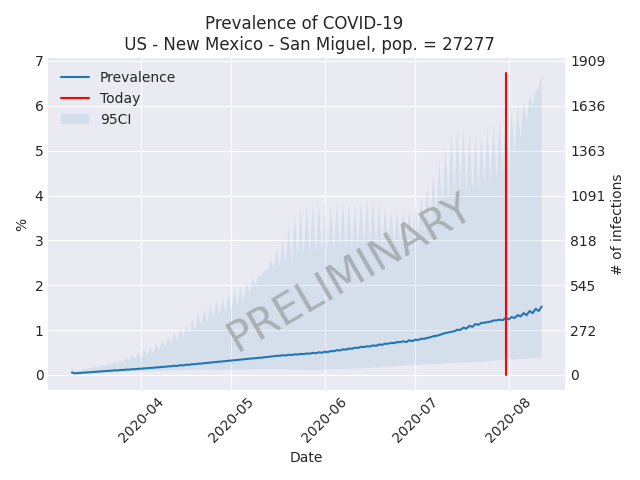 Prevalence of COVID-19
US - New Mexico - San Miguel, pop. = 27277
Prevalence
Today
95CI
7
6
5
4
3
2
1
0
%
1909
1636
1363
1091
818
545
272
0
# of infections
PRELIMINARY
2020-04
2020-05
2020-06
2020-07
2020-08
Date